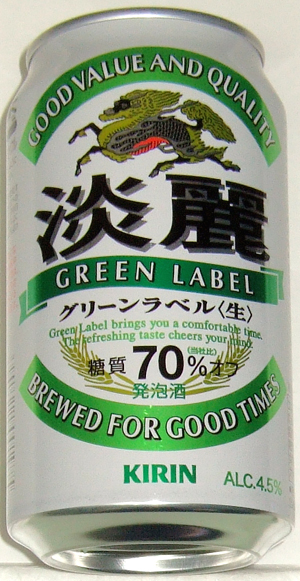 GOOD VALUE AND QUALITY
淡麗
GREEN LABEL
グリーンラベル〈生〉
Green Label brings you a comfortable time.
The refreshing taste cheers your mind.
(当社比)
糖質70%オフ
発泡酒
BREWED FOR GOOD TIMES
KIRIN
ALC.4.5%